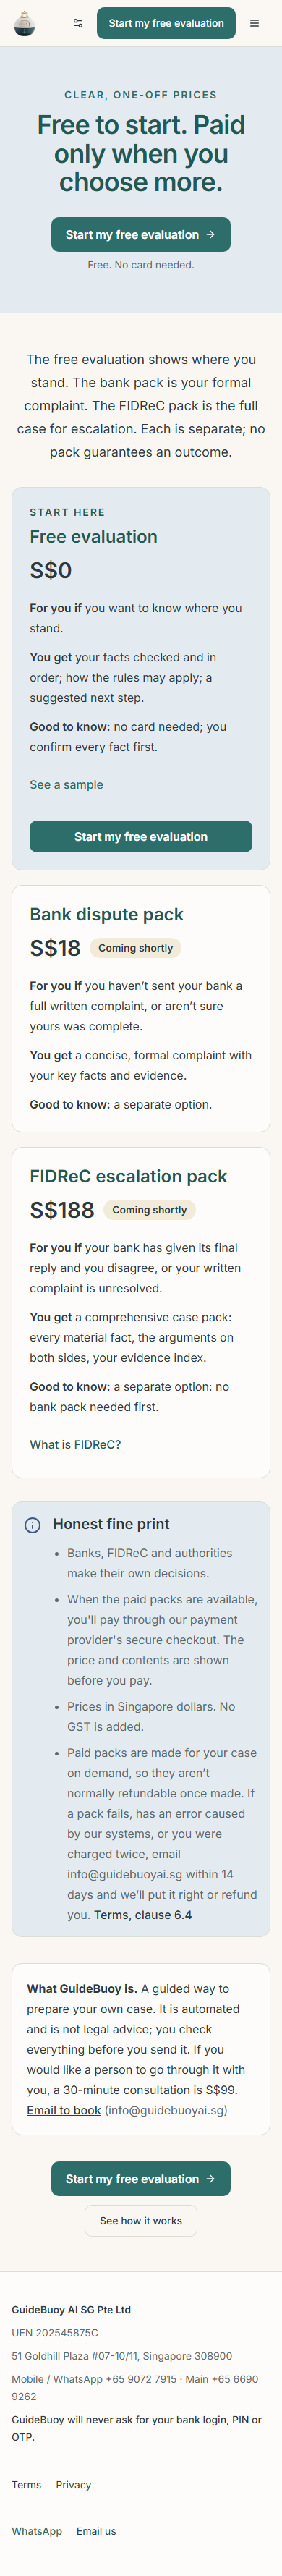 Start my free evaluation
CLEAR, ONE-OFF PRICES
Free to start. Paid
only when you
choose more.
Start my free evaluation →
Free. No card needed.
The free evaluation shows where you
stand. The bank pack is your formal
complaint. The FIDReC pack is the full
case for escalation. Each is separate; no
pack guarantees an outcome.
START HERE
Free evaluation
S$0
For you if you want to know where you
stand.
You get your facts checked and in
order; how the rules may apply; a
suggested next step.
Good to know: no card needed; you
confirm every fact first.
See a sample
Start my free evaluation
Bank dispute pack
S$18 Coming shortly
For you if you haven’t sent your bank a
full written complaint, or aren’t sure
yours was complete.
You get a concise, formal complaint with
your key facts and evidence.
Good to know: a separate option.
FIDReC escalation pack
S$188 Coming shortly
For you if your bank has given its final
reply and you disagree, or your written
complaint is unresolved.
You get a comprehensive case pack:
every material fact, the arguments on
both sides, your evidence index.
Good to know: a separate option: no
bank pack needed first.
What is FIDReC?
Honest fine print
• Banks, FIDReC and authorities
make their own decisions.
• When the paid packs are available,
you'll pay through our payment
provider's secure checkout. The
price and contents are shown
before you pay.
• Prices in Singapore dollars. No
GST is added.
• Paid packs are made for your case
on demand, so they aren’t
normally refundable once made. If
a pack fails, has an error caused
by our systems, or you were
charged twice, email
info@guidebuoyai.sg within 14
days and we’ll put it right or refund
you. Terms, clause 6.4
What GuideBuoy is. A guided way to
prepare your own case. It is automated
and is not legal advice; you check
everything before you send it. If you
would like a person to go through it with
you, a 30-minute consultation is S$99.
Email to book (info@guidebuoyai.sg)
Start my free evaluation →
See how it works
GuideBuoy AI SG Pte Ltd
UEN 202545875C
51 Goldhill Plaza #07-10/11, Singapore 308900
Mobile / WhatsApp +65 9072 7915 · Main +65 6690
9262
GuideBuoy will never ask for your bank login, PIN or
OTP.
Terms Privacy
WhatsApp Email us